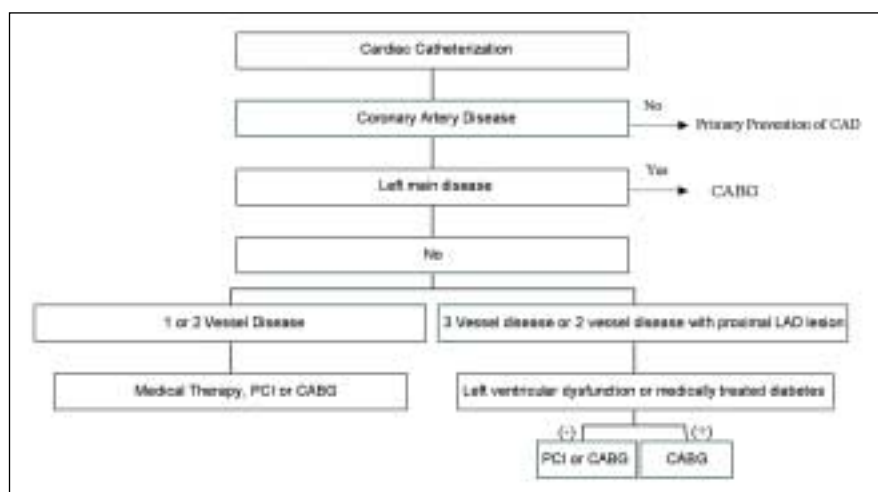 Cardiac Catheterization
Coronary Artery Disease
No
Primary Prevention of CAD
Left main disease
Yes
CABG
No
1 or 2 Vessel Disease
3 Vessel disease or 2 vessel disease with proximal LAD lesion
Medical Therapy, PCI or CABG
Left ventricular dysfunction or medically treated diabetes
(-)
(+)
PCI or CABG
CABG